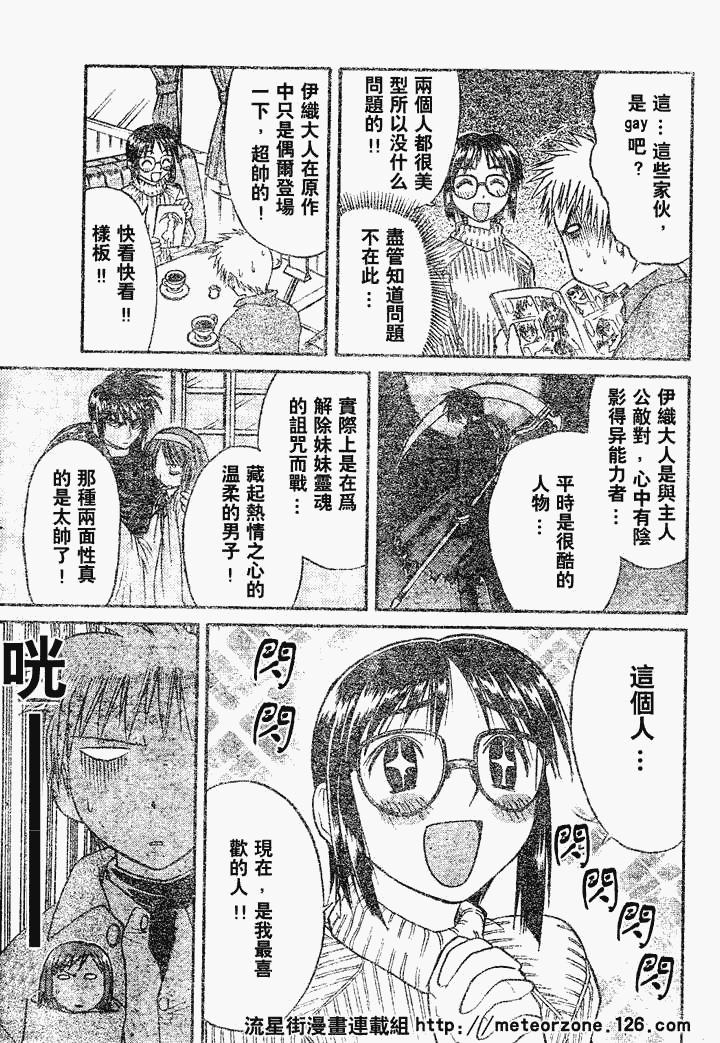 這…這些家伙，
是gay吧？
兩個人都很美
型所以没什么
問題的!!
盡管知道問題
不在此…
伊織大人在原作
中只是偶爾登場
一下，超帥的！
快看快看!!
樣板!!
伊織大人是與主人
公敵對，心中有陰
影得异能力者…
平時是很酷的
人物…
實際上是在爲
解除妹妹靈魂
的詛咒而戰…
藏起熱情之心的
温柔的男子！
那種兩面性真
的是太帥了！
這個人…
閃
閃
閃
閃
閃
現在，是我最喜
歡的人!!
咣
流星街漫畫連載組 http://meteorzone.126.com